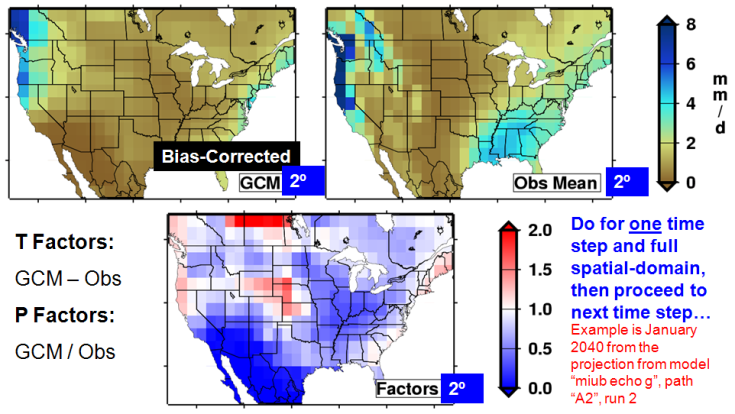 Bias-Corrected
GCM 2º
Obs Mean 2º
8
6
4
2
0
mm/d
T Factors:
GCM – Obs
P Factors:
GCM / Obs
Factors 2º
2.0
1.5
1.0
0.5
0.0
Do for one time
step and full
spatial-domain,
then proceed to
next time step…
Example is January
2040 from the
projection from model
“miub echo g”, path
“A2”, run 2